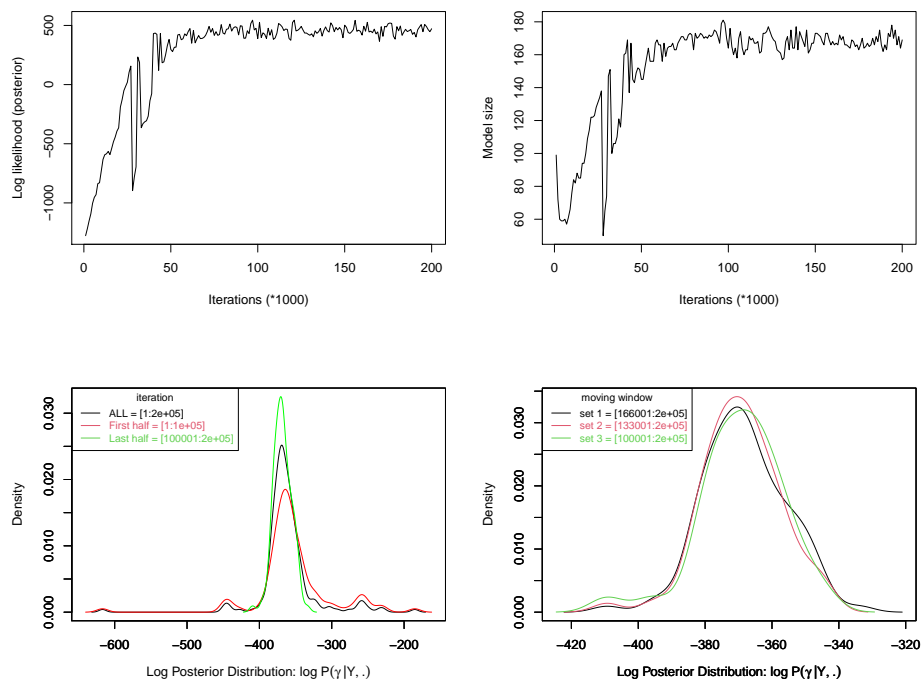 Log likelihood (posterior)
500
0
−500
−1000
0 50 100 150 200
Iterations (*1000)
Model size
180
160
140
120
100
80
60
0 50 100 150 200
Iterations (*1000)
iteration
ALL = [1:2e+05]
First half = [1:1e+05]
Last half = [100001:2e+05]
Density
0.030
0.020
0.010
0.000
−600 −500 −400 −300 −200
Log Posterior Distribution: log P(γ|Y, .)
moving window
set 1 = [166001:2e+05]
set 2 = [133001:2e+05]
set 3 = [100001:2e+05]
Density
0.030
0.020
0.010
0.000
−420 −400 −380 −360 −340 −320
Log Posterior Distribution: log P(γ|Y, .)